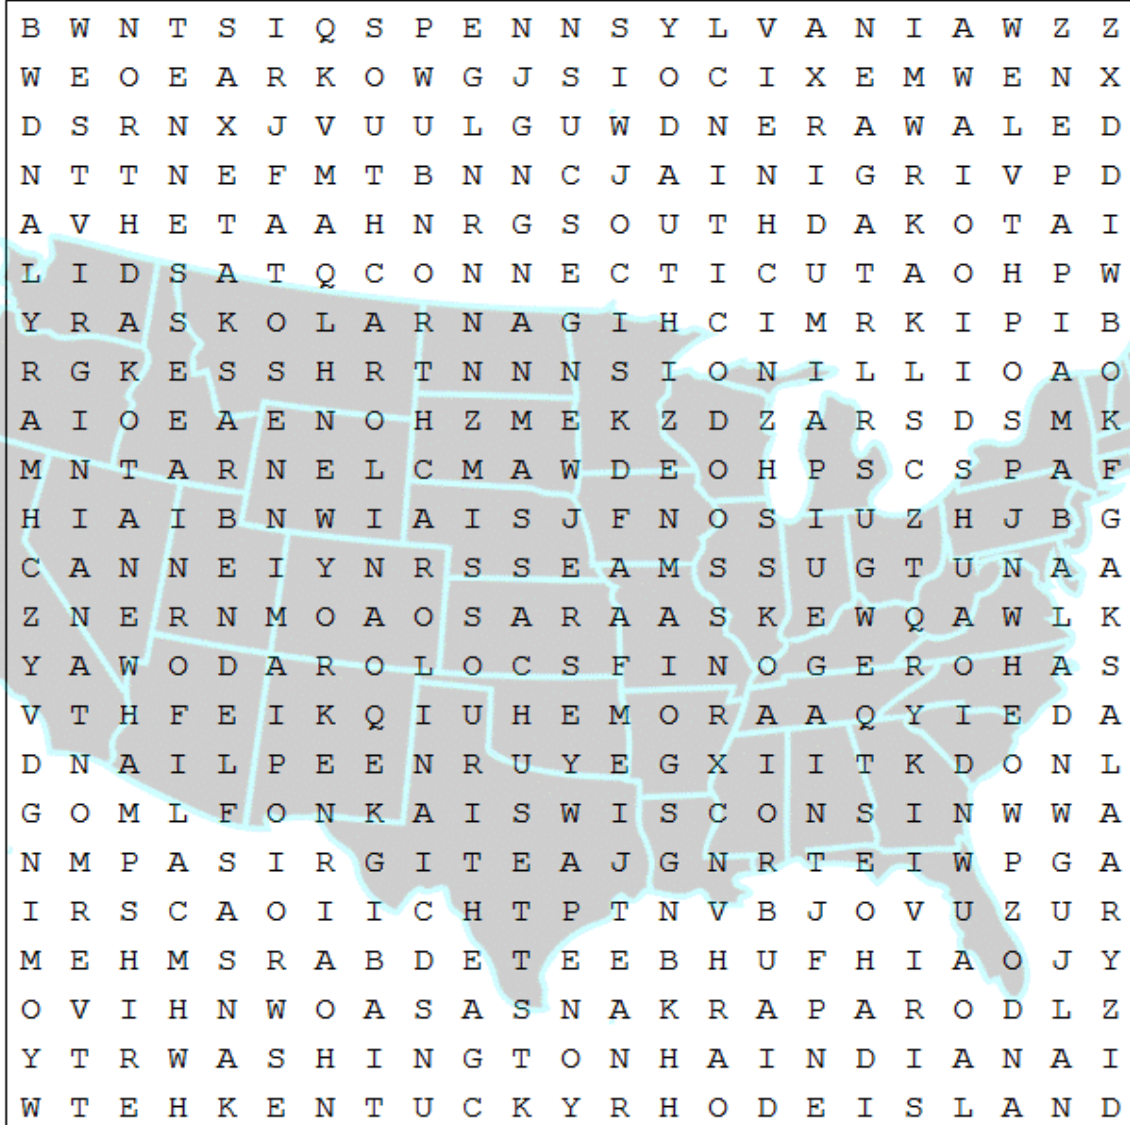 B W N T S I Q S P E N N S Y L V A N I A W Z Z
W E O E A R K O W G J S I O C I X E M W E N X
D S R N X J V U U L G U W D N E R A W A L E D
N T T N E F M T B N N C J A I N I G R I V P D
A V H E T A A H N R G S O U T H D A K O T A I
L I D S A T Q C O N N E C T I C U T A O H P W
Y R A S K O L A R N A G I H C I M R K I P I B
R G K E S S H R T N N N S I O N I L L I O A O
A I O E A E N O H Z M E K Z D Z A R S D S M K
M N T A R N E L C M A W D E O H P S C S P A F
H I A I B N W I A I S J F N O S I U Z H J B G
C A N N E I Y N R S S E A M S S U G T U N A A
Z N E R N M O A O S A R A A S K E W Q A W L K
Y A W O D A R O L O C S F I N O G E R O H A S
V T H F E I K Q I U H E M O R A A Q Y I E D A
D N A I L P E E N R U Y E G X I I T K D O N L
G O M L F O N K A I S W I S C O N S I N W W A
N M P A S I R G I T E A J G N R T E I W P G A
I R S C A O I I C H T P T N V B J O V U Z U R
M E H M S R A B D E T E E B H U F H I A O J Y
O V I H N W O A S A S N A K R A P A R O D L Z
Y T R W A S H I N G T O N H A I N D I A N A I
W T E H K E N T U C K Y R H O D E I S L A N D